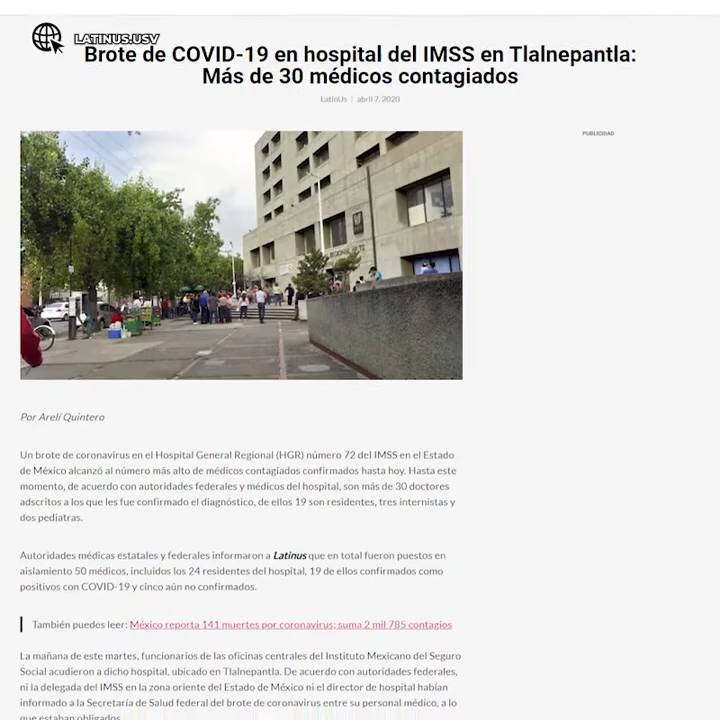 LATINUS.USV
Brote de COVID-19 en hospital del IMSS en Tlalnepantla:
Más de 30 médicos contagiados
LatinUs | abril 7, 2020
PUBLICIDAD
REGIONAL Nº 72
Por Arelí Quintero
Un brote de coronavirus en el Hospital General Regional (HGR) número 72 del IMSS en el Estado
de México alcanzó al número más alto de médicos contagiados confirmados hasta hoy. Hasta este
momento, de acuerdo con autoridades federales y médicos del hospital, son más de 30 doctores
adscritos a los que les fue confirmado el diagnóstico, de ellos 19 son residentes, tres internistas y
dos pediatras.
Autoridades médicas estatales y federales informaron a Latinus que en total fueron puestos en
aislamiento 50 médicos, incluidos los 24 residentes del hospital, 19 de ellos confirmados como
positivos con COVID-19 y cinco aún no confirmados.
También puedes leer: México reporta 141 muertes por coronavirus; suma 2 mil 785 contagios
La mañana de este martes, funcionarios de las oficinas centrales del Instituto Mexicano del Seguro
Social acudieron a dicho hospital, ubicado en Tlalnepantla. De acuerdo con autoridades federales,
ni la delegada del IMSS en la zona oriente del Estado de México ni el director de hospital habían
informado a la Secretaría de Salud federal del brote de coronavirus entre su personal médico, a lo
que estaban obligados.